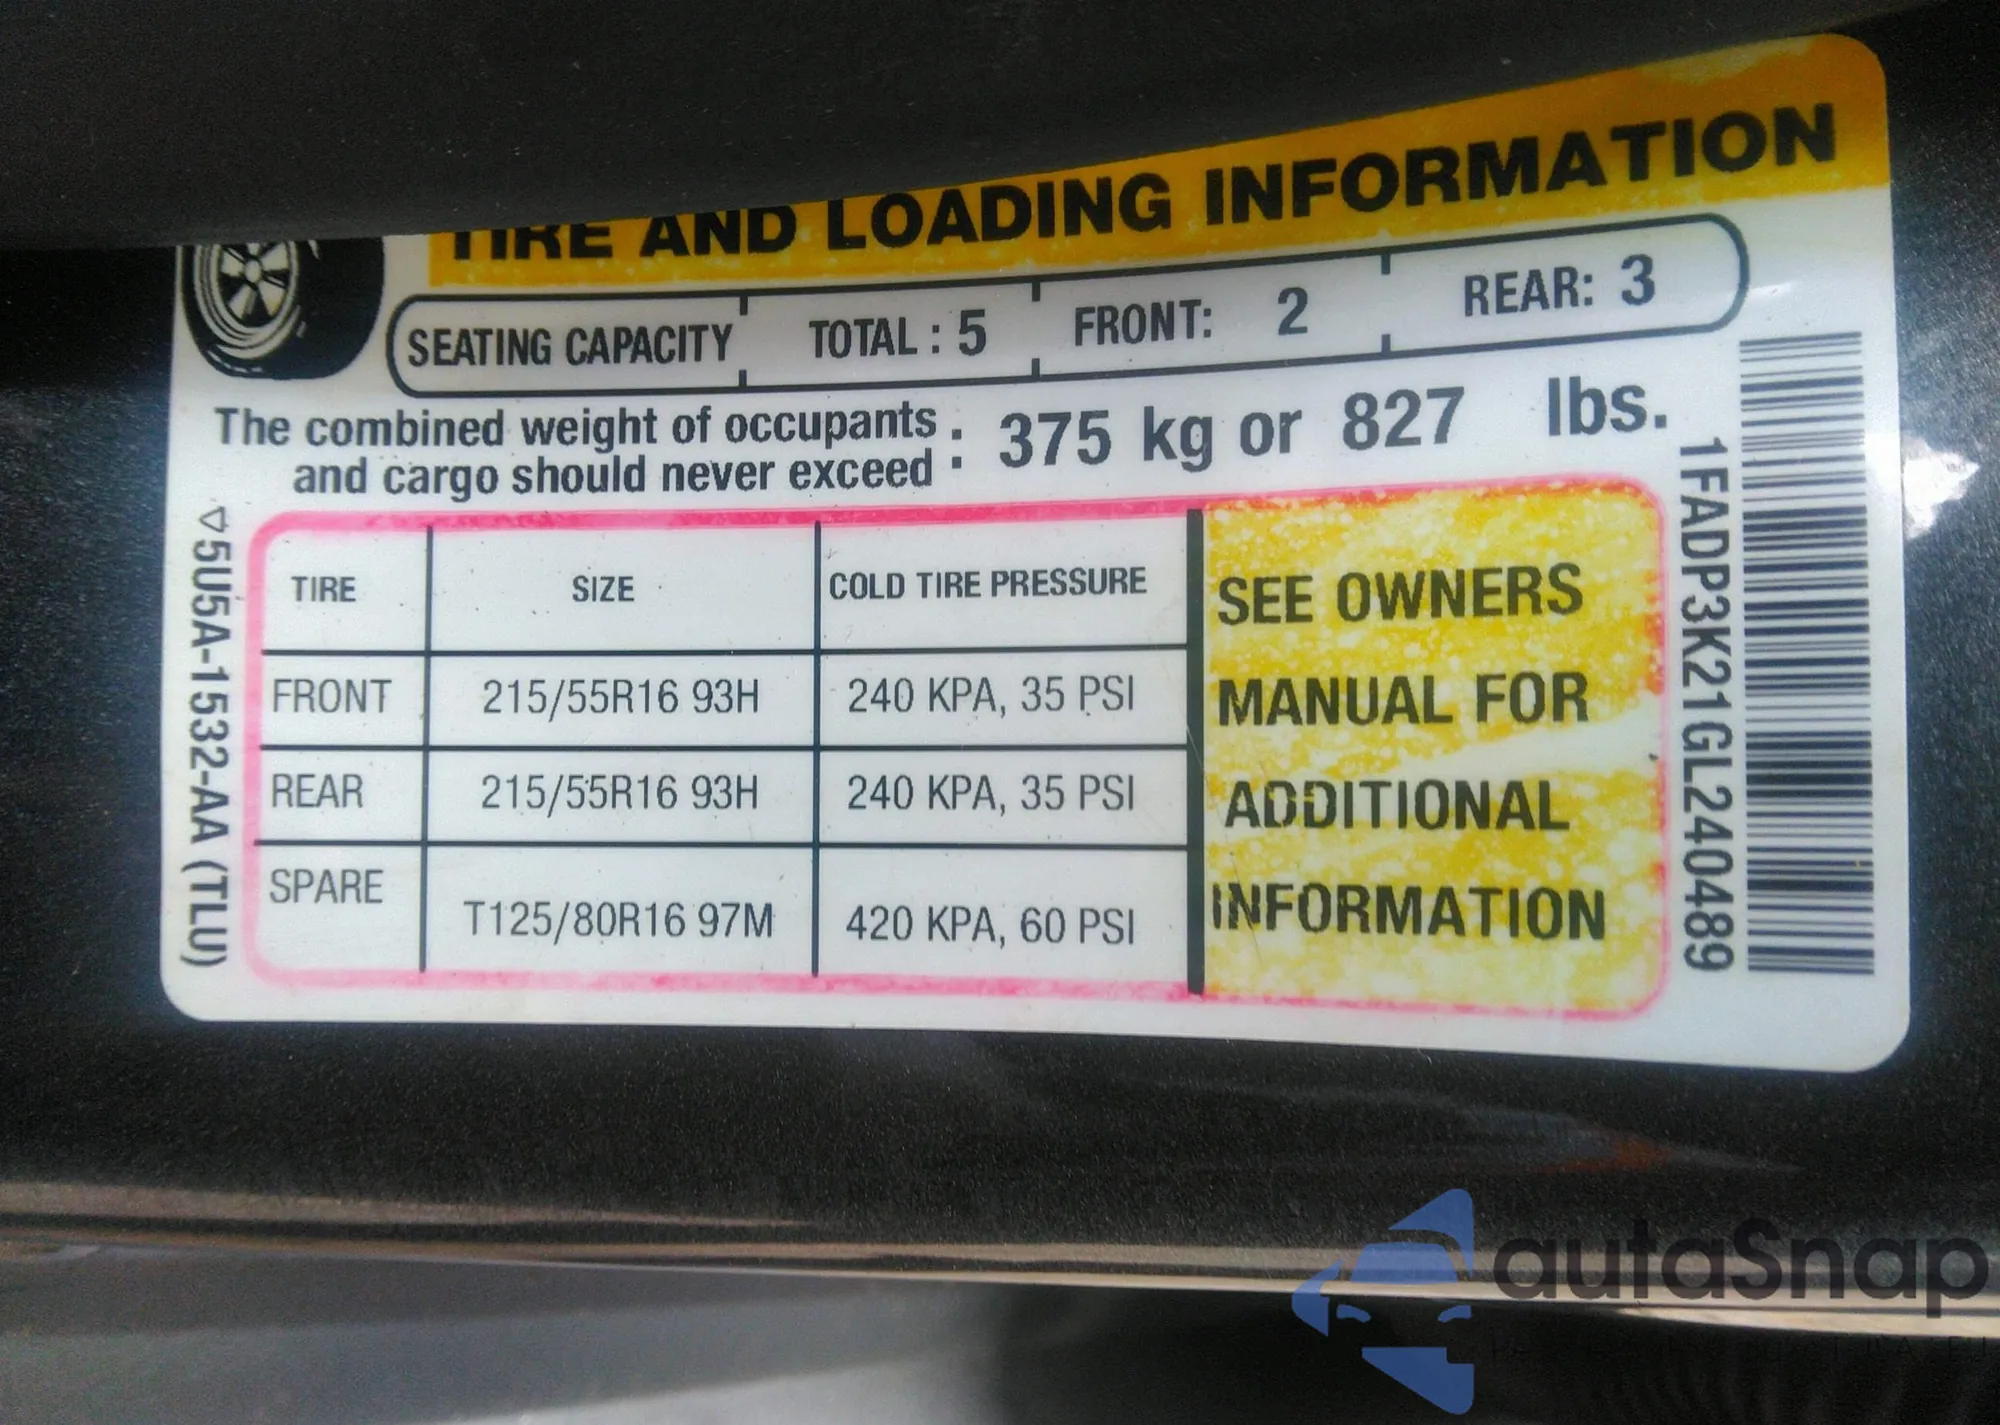 TIRE AND LOADING INFORMATION
SEATING CAPACITY TOTAL : 5 FRONT: 2 REAR: 3
The combined weight of occupants
and cargo should never exceed : 375 kg or 827 lbs.
TIRE SIZE COLD TIRE PRESSURE
FRONT 215/55R16 93H 240 KPA, 35 PSI
REAR 215/55R16 93H 240 KPA, 35 PSI
SPARE T125/80R16 97M 420 KPA, 60 PSI
SEE OWNERS
MANUAL FOR
ADDITIONAL
INFORMATION
▽5U5A-1532-AA (TLU)
1FADP3K21GL240489
autaSnap